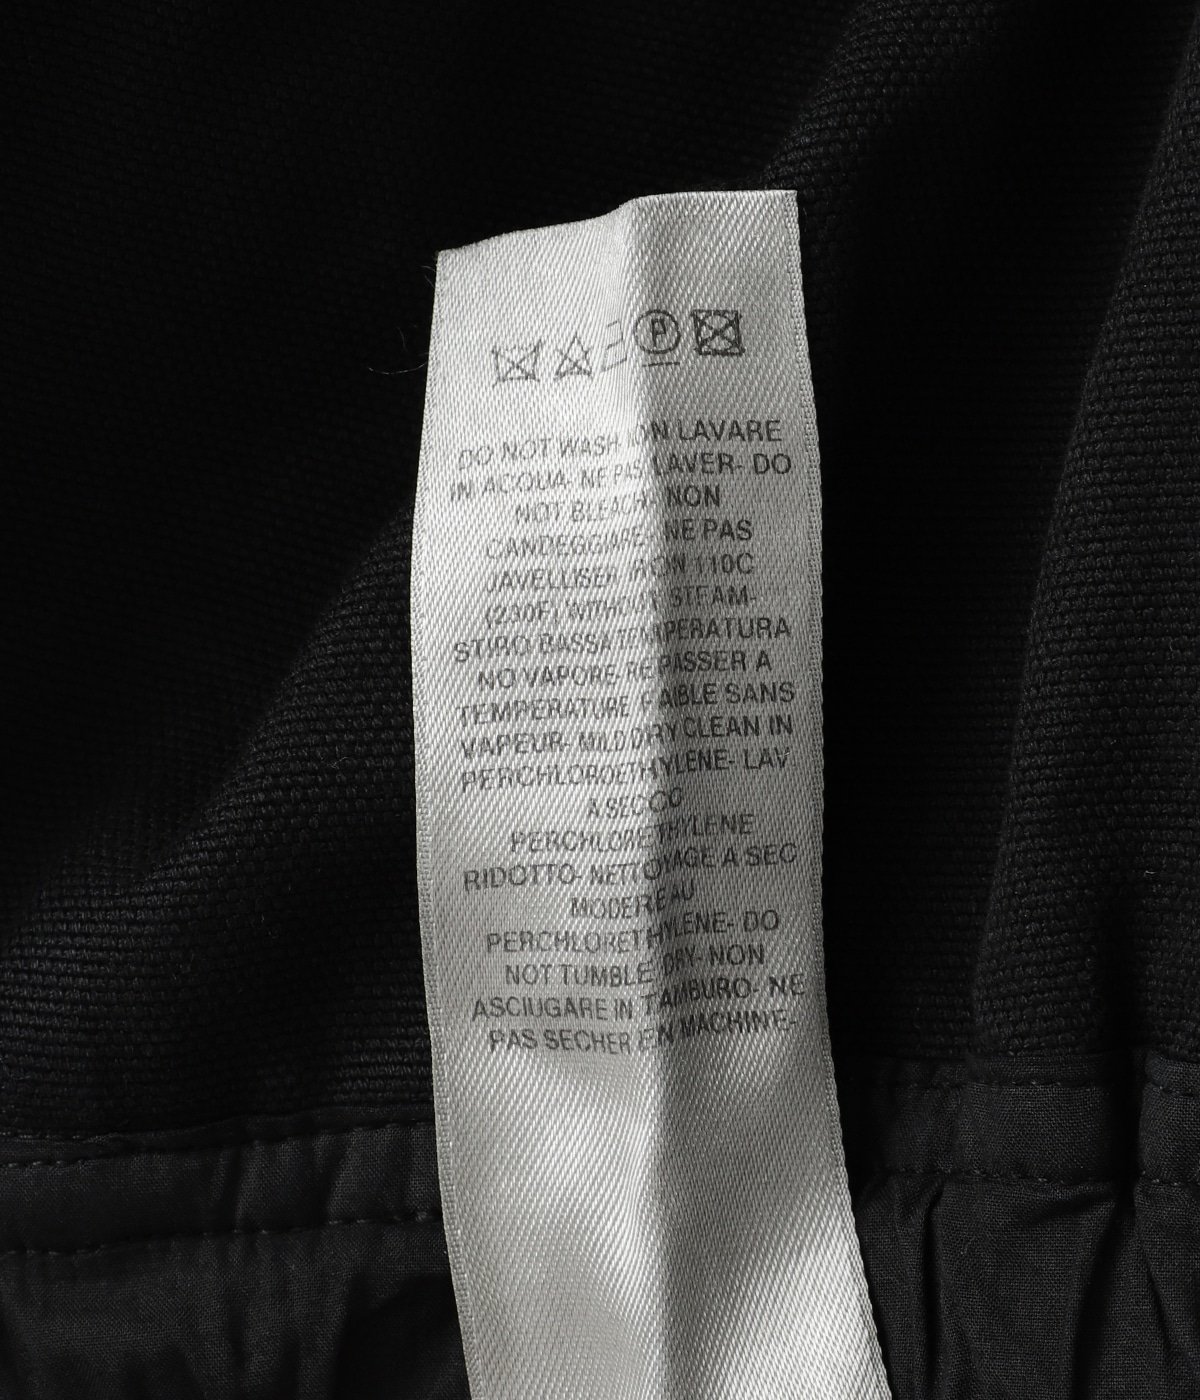 P
DO NOT WASH NON LAVARE
IN ACQUA- NE PAS LAVER- DO
NOT BLEACH- NON
CANDEGGIARE- NE PAS
JAVELLISER IRON 110C
(230F) WITHOUT STEAM-
STIRO BASSA TEMPERATURA
NO VAPORE- REPASSER A
TEMPERATURE FAIBLE SANS
VAPEUR- MILD DRY CLEAN IN
PERCHLOROETHYLENE- LAV
A SECCO
PERCHLORETHYLENE
RIDOTTO- NETTOYAGE A SEC
MODERE AU
PERCHLORETHYLENE- DO
NOT TUMBLE DRY- NON
ASCIUGARE IN TAMBURO- NE
PAS SECHER EN MACHINE-